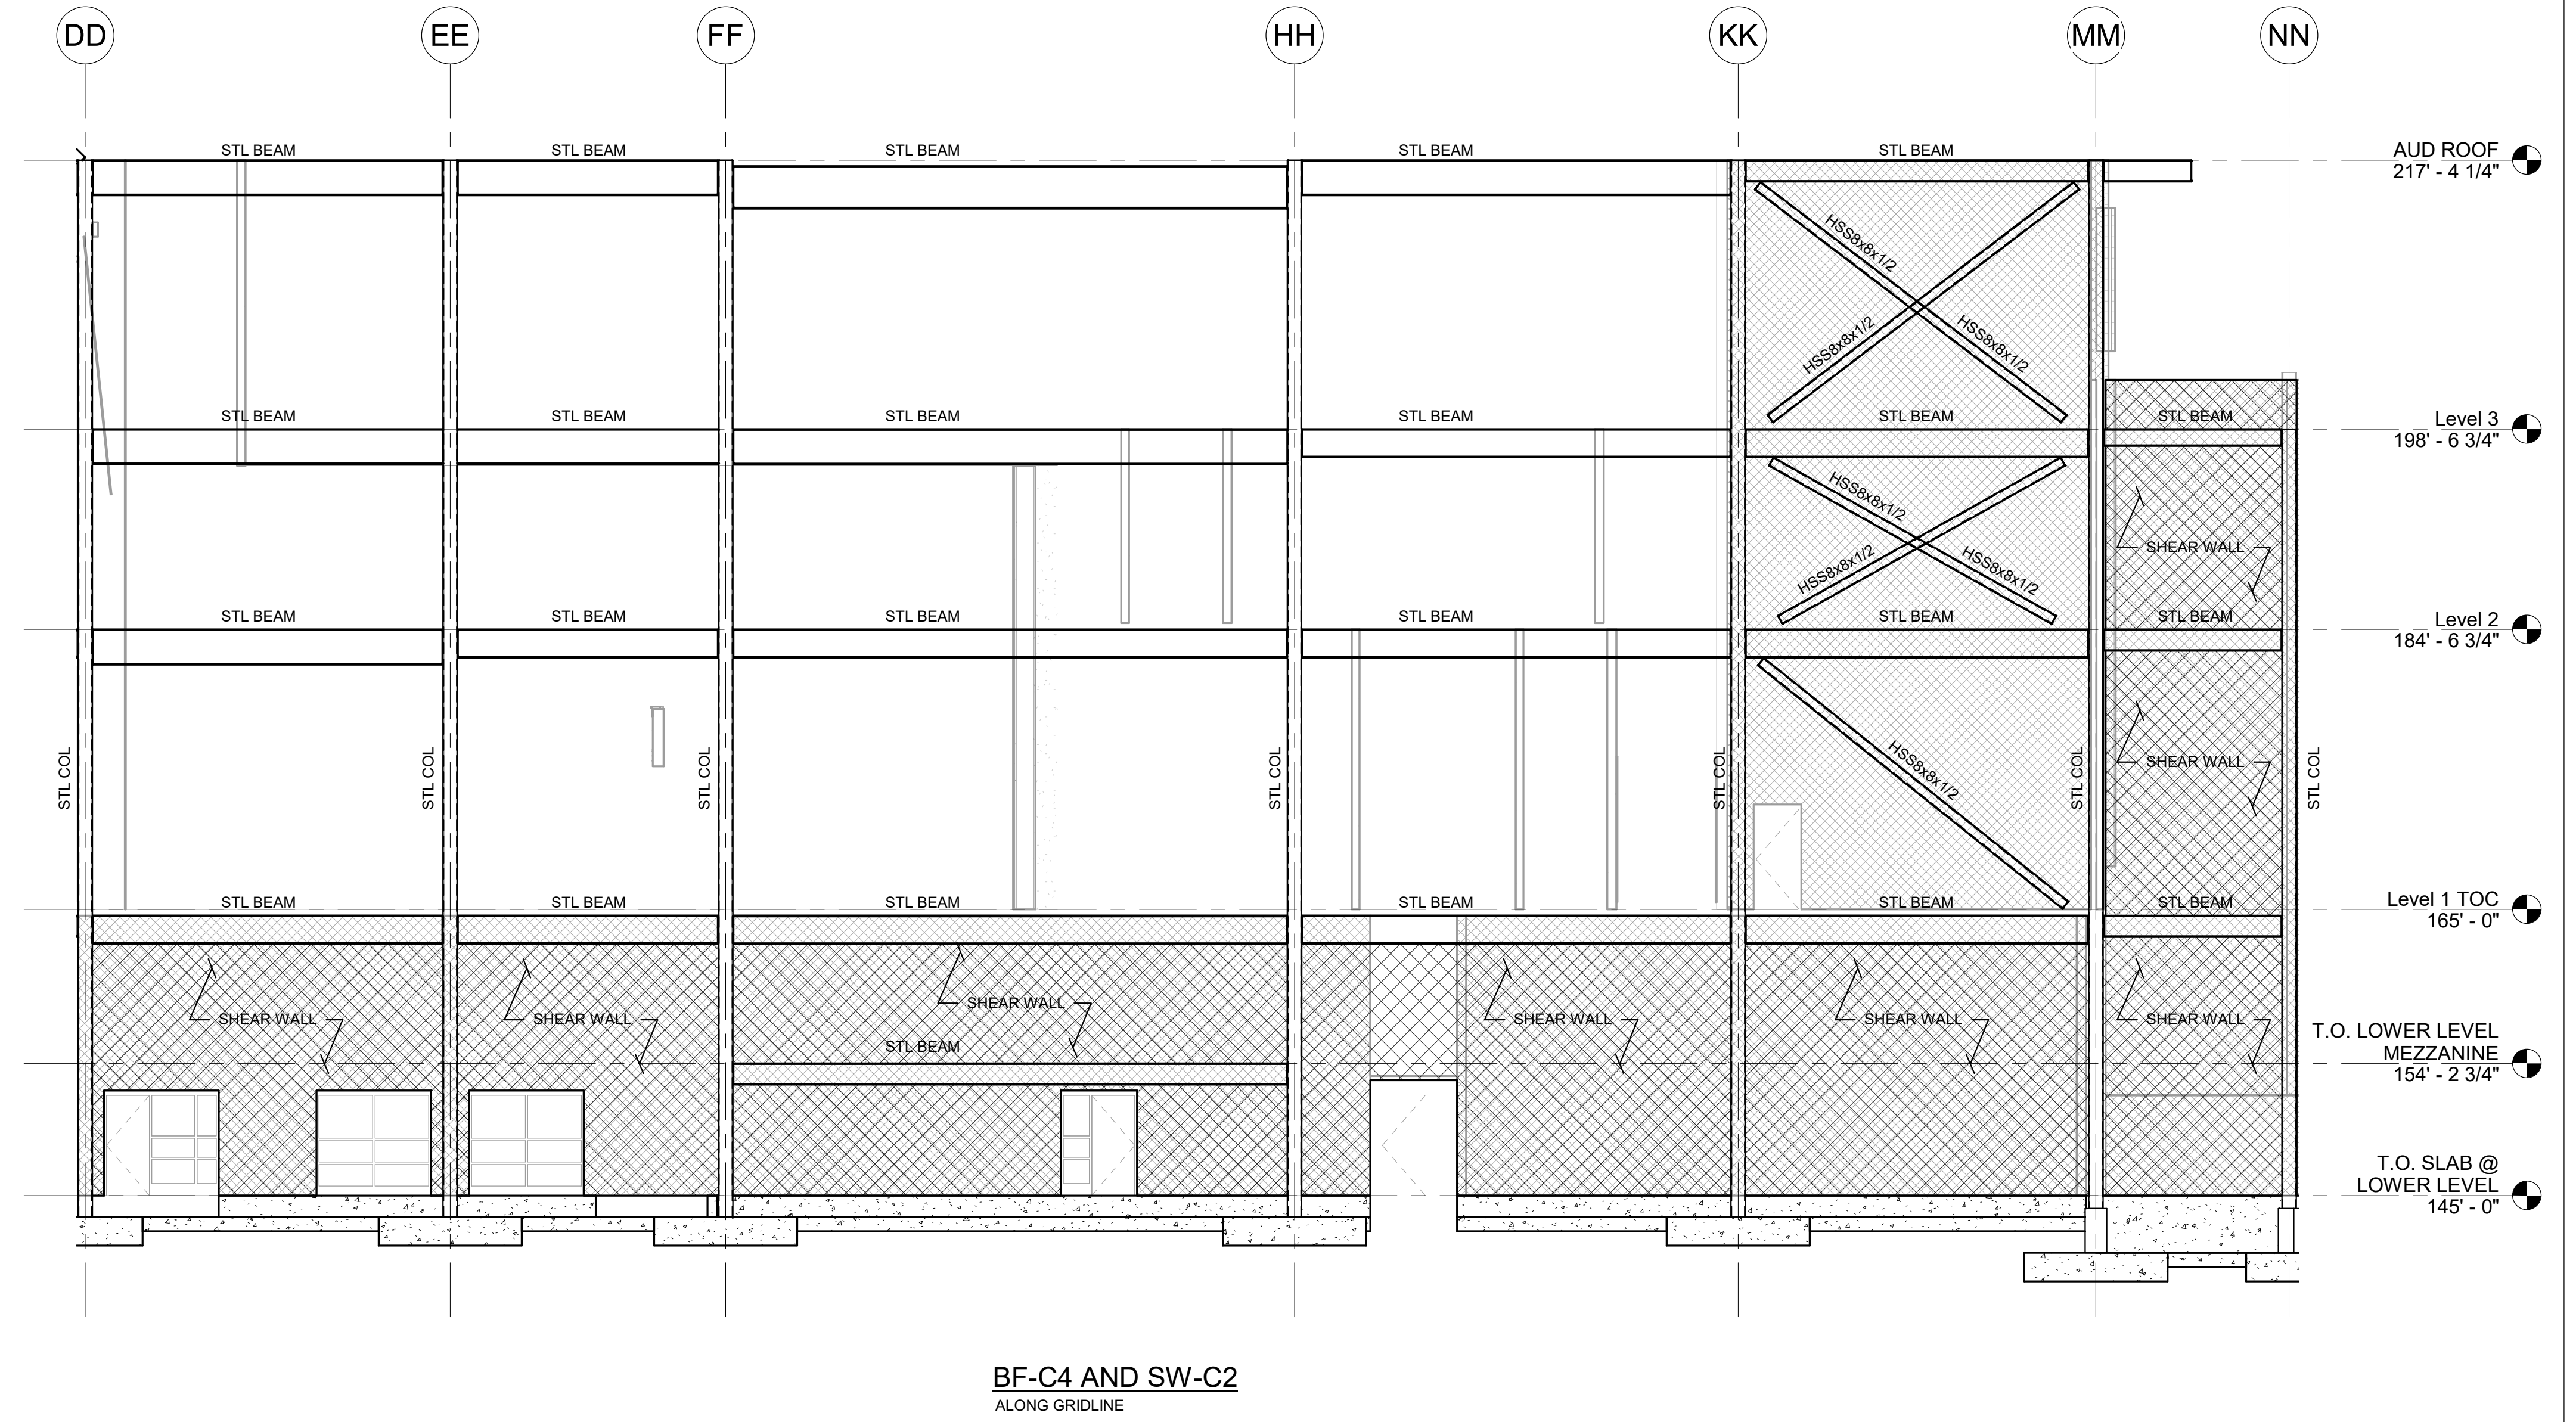 DD EE FF HH KK MM NN
STL BEAM STL BEAM STL BEAM STL BEAM STL BEAM
AUD ROOF
217' - 4 1/4"
HSS8x8x1/2
HSS8x8x1/2
HSS8x8x1/2
STL BEAM STL BEAM STL BEAM STL BEAM STL BEAM STL BEAM
Level 3
198' - 6 3/4"
HSS8x8x1/2
SHEAR WALL
HSS8x8x1/2
HSS8x8x1/2
STL BEAM STL BEAM STL BEAM STL BEAM STL BEAM STL BEAM
Level 2
184' - 6 3/4"
STL COL STL COL STL COL STL COL STL COL STL COL STL COL
HSS8x8x1/2
SHEAR WALL
STL BEAM STL BEAM STL BEAM STL BEAM STL BEAM STL BEAM
Level 1 TOC
165' - 0"
SHEAR WALL SHEAR WALL SHEAR WALL SHEAR WALL SHEAR WALL SHEAR WALL
STL BEAM
T.O. LOWER LEVEL
MEZZANINE
154' - 2 3/4"
T.O. SLAB @
LOWER LEVEL
145' - 0"
BF-C4 AND SW-C2
ALONG GRIDLINE